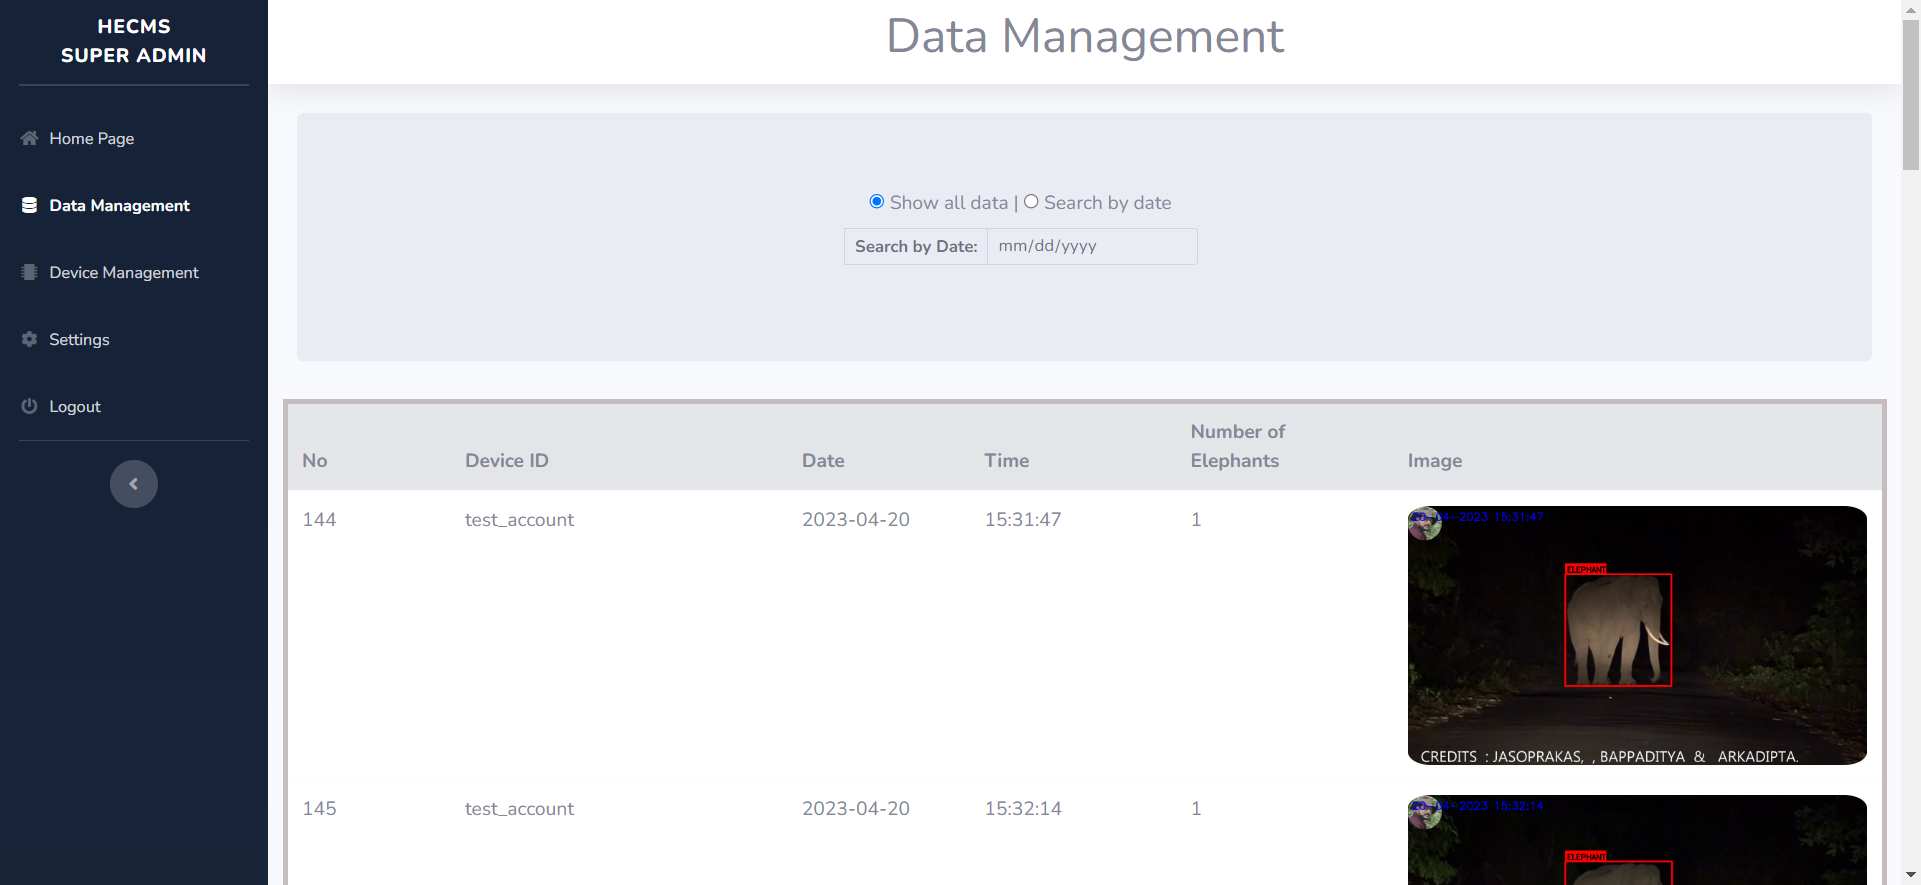 HECMS
SUPER ADMIN
Home Page
Data Management
Device Management
Settings
Logout
Data Management
Show all data | Search by date
Search by Date: mm/dd/yyyy
No Device ID Date Time Number of Elephants Image
144 test_account 2023-04-20 15:31:47 1
20-04-2023 15:31:47
ELEPHANT
CREDITS : JASOPRAKAS, , BAPPADITYA & ARKADIPTA.
145 test_account 2023-04-20 15:32:14 1
20-04-2023 15:32:14
ELEPHANT